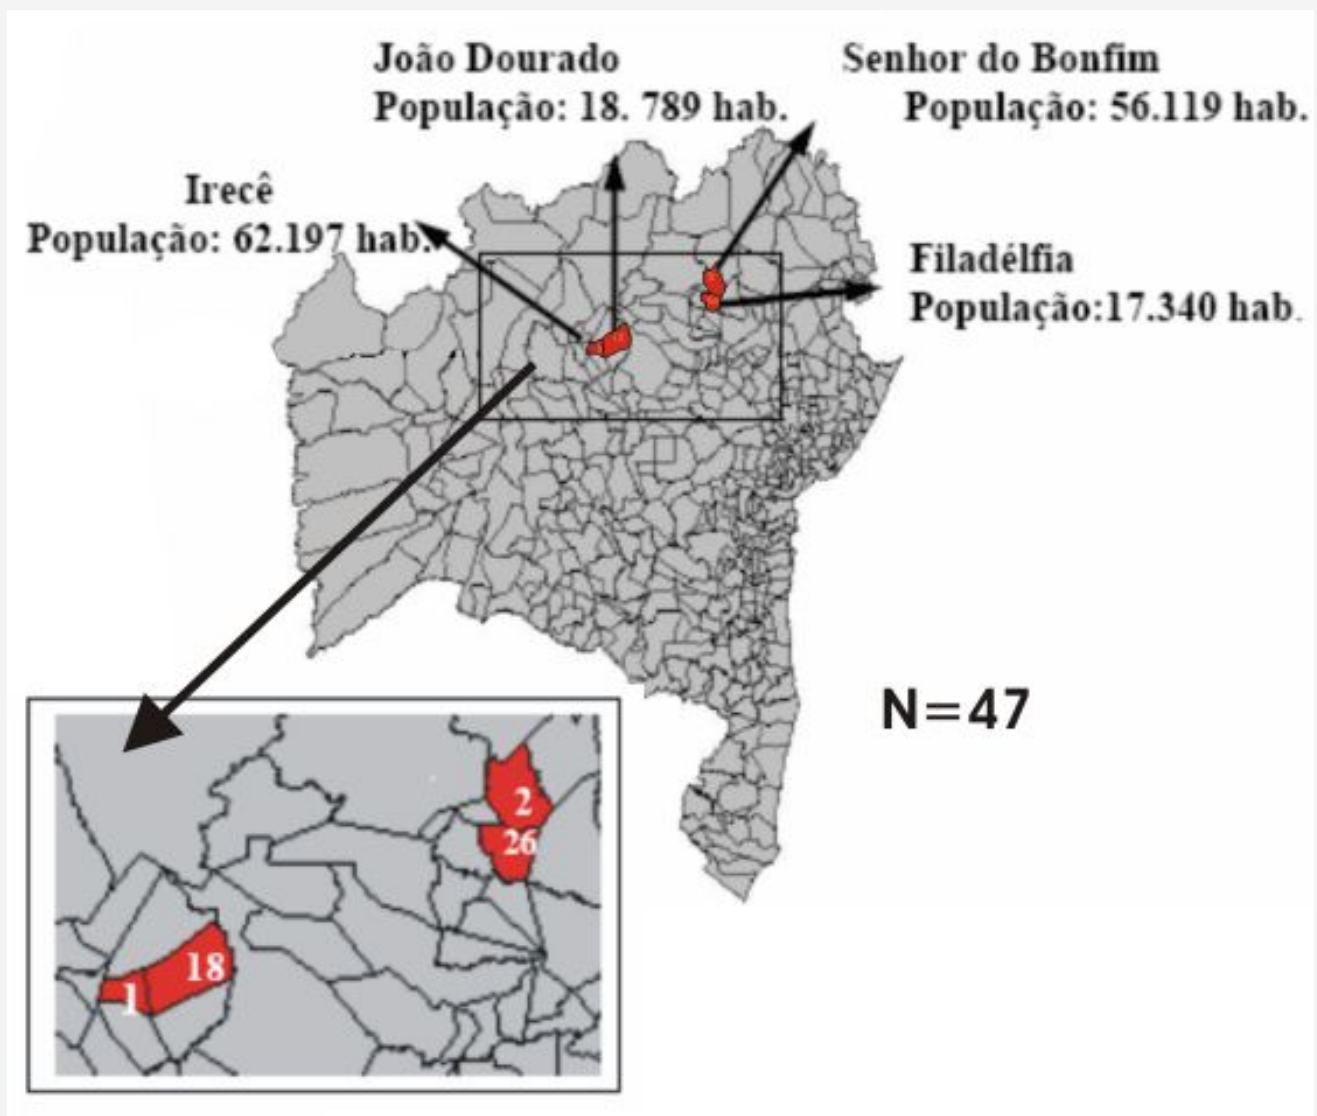 João Dourado
População: 18. 789 hab.
Senhor do Bonfim
População: 56.119 hab.
Irecê
População: 62.197 hab.
Filadélfia
População:17.340 hab.
N=47
2
26
18
1